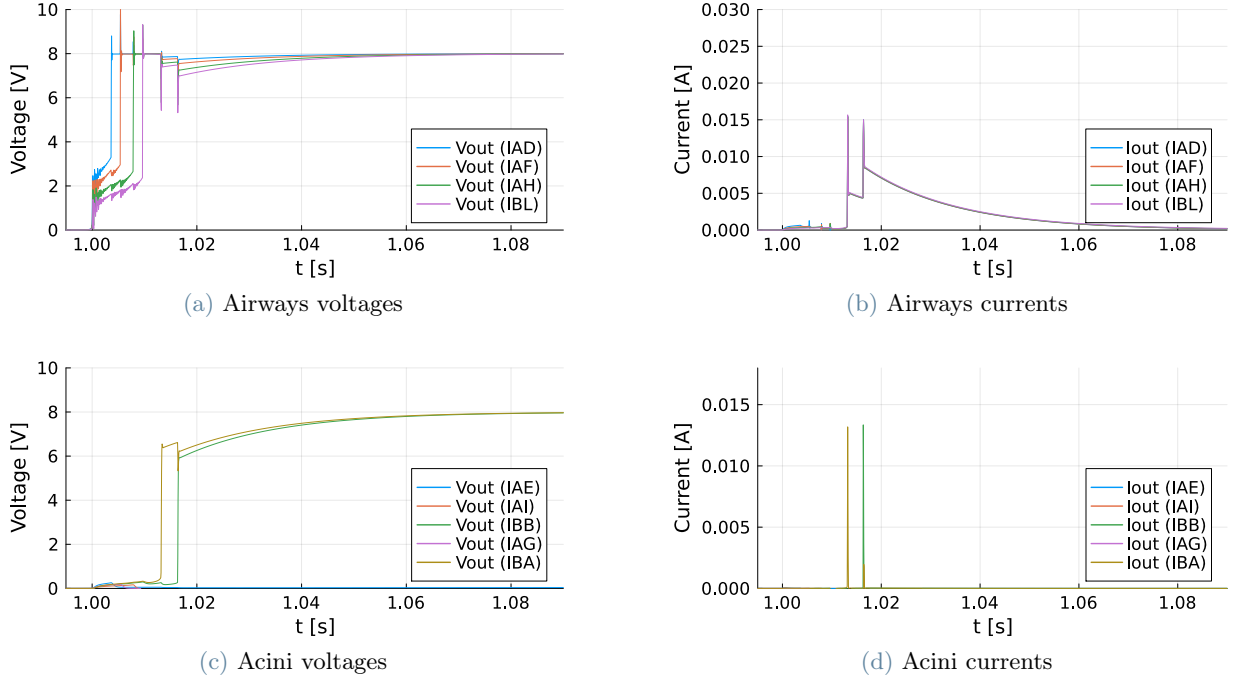 10
8
6
4
2
0
Voltage [V]
1.00 1.02 1.04 1.06 1.08
t [s]
Vout (IAD)
Vout (IAF)
Vout (IAH)
Vout (IBL)
(a) Airways voltages
0.030
0.025
0.020
0.015
0.010
0.005
0.000
Current [A]
1.00 1.02 1.04 1.06 1.08
t [s]
Iout (IAD)
Iout (IAF)
Iout (IAH)
Iout (IBL)
(b) Airways currents
10
8
6
4
2
0
Voltage [V]
1.00 1.02 1.04 1.06 1.08
t [s]
Vout (IAE)
Vout (IAI)
Vout (IBB)
Vout (IAG)
Vout (IBA)
(c) Acini voltages
0.015
0.010
0.005
0.000
Current [A]
1.00 1.02 1.04 1.06 1.08
t [s]
Iout (IAE)
Iout (IAI)
Iout (IBB)
Iout (IAG)
Iout (IBA)
(d) Acini currents